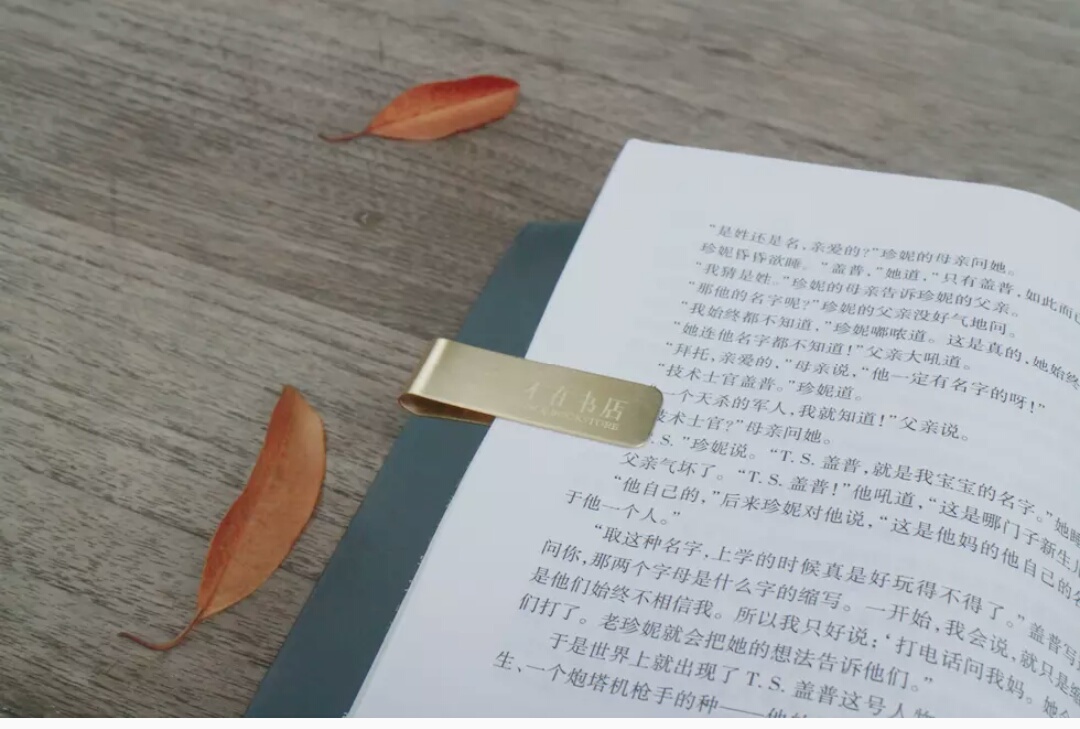 “是姓还是名,亲爱的?”珍妮的母亲问她。
珍妮昏昏欲睡。“盖普,”她道,“只有盖普,如此而已
“我猜是姓。”珍妮的母亲告诉珍妮的父亲。
“那他的名字呢?”珍妮的父亲没好气地问。
“我始终都不知道,”珍妮嘟哝道。这是真的,她始终
“她连他名字都不知道!”父亲大吼道。
“拜托,亲爱的,”母亲说,“他一定有名字的呀!”
“技术士官盖普。”珍妮道。
一个天杀的军人,我就知道!”父亲说。
技术士官?”母亲问她。
S.”珍妮说。“T. S. 盖普,就是我宝宝的名字。”她睡
父亲气坏了。“T. S. 盖普!”他吼道,“这是哪门子新生儿
“他自己的,”后来珍妮对他说,“这是他妈的他自己的名
于他一个人。”
“取这种名字,上学的时候真是好玩得不得了。”盖普写
问你,那两个字母是什么字的缩写。一开始,我会说,就只是
是他们始终不相信我。所以我只好说:‘打电话问我妈。她会
们打了。老珍妮就会把她的想法告诉他们。”
于是世界上就出现了 T. S. 盖普这号人物
生、一个炮塔机枪手的种——他
书店